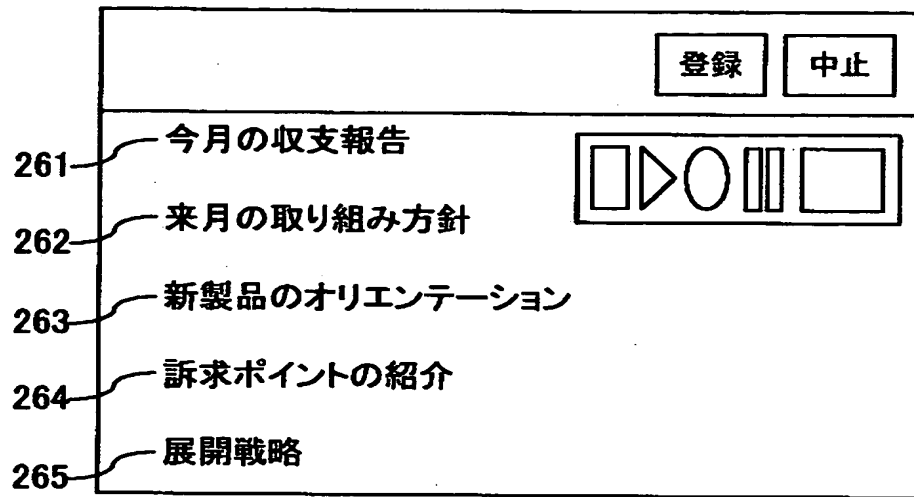 登録 中止
261 今月の収支報告
262 来月の取り組み方針
263 新製品のオリエンテーション
264 訴求ポイントの紹介
265 展開戦略